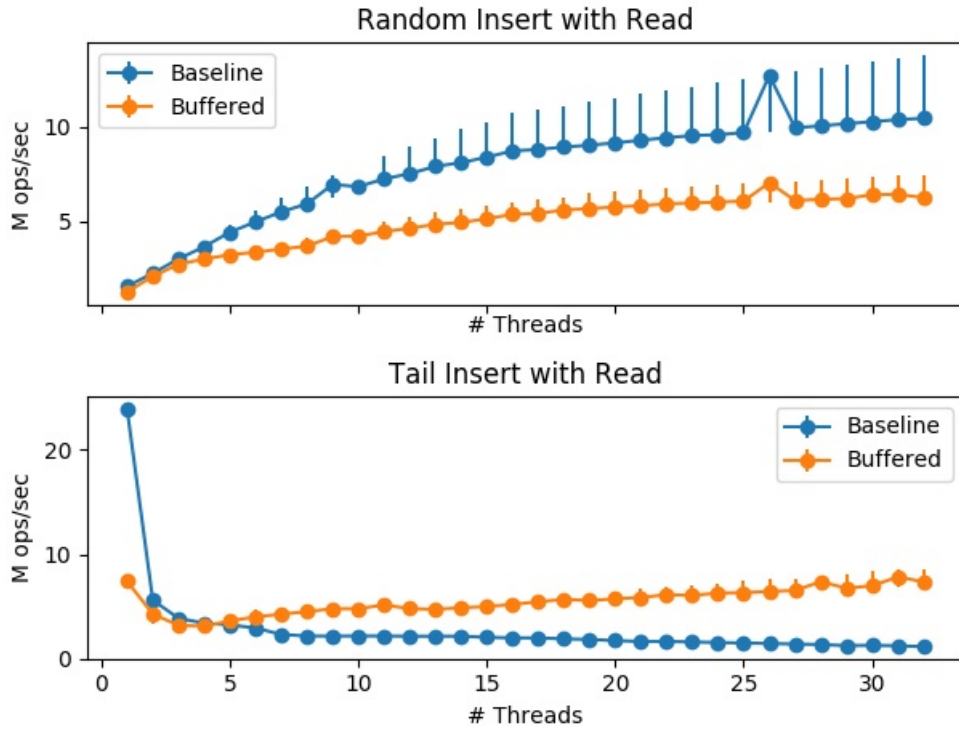 Random Insert with Read
Baseline
Buffered
10
5
M ops/sec
# Threads
Tail Insert with Read
Baseline
Buffered
20
10
0
M ops/sec
0 5 10 15 20 25 30
# Threads